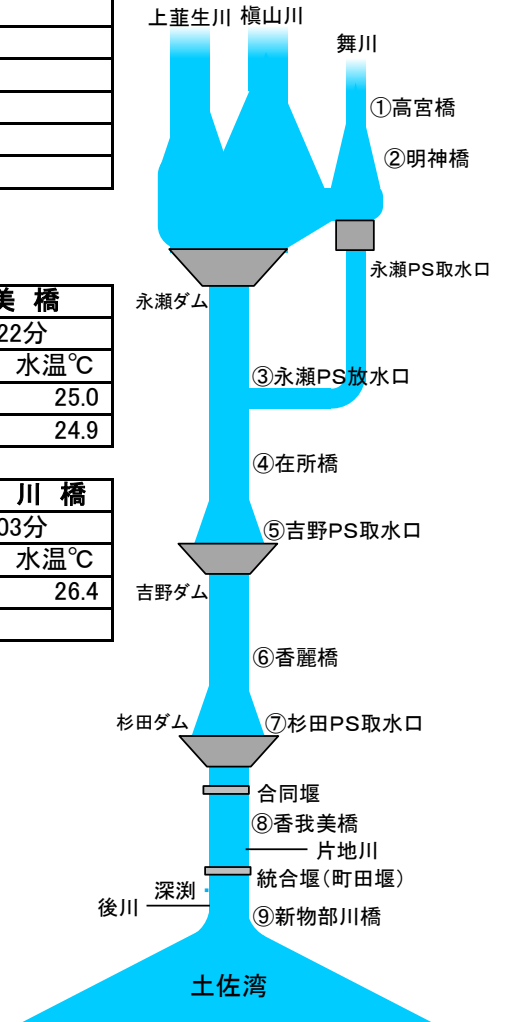 上韮生川 槇山川
舞川
①高宮橋
②明神橋
永瀬PS取水口
永瀬ダム
美 橋
22分
水温℃
25.0
24.9
③永瀬PS放水口
④在所橋
川 橋
03分
水温℃
26.4
⑤吉野PS取水口
吉野ダム
⑥香麗橋
杉田ダム
⑦杉田PS取水口
合同堰
⑧香我美橋
片地川
統合堰(町田堰)
深渕
後川
⑨新物部川橋
土佐湾